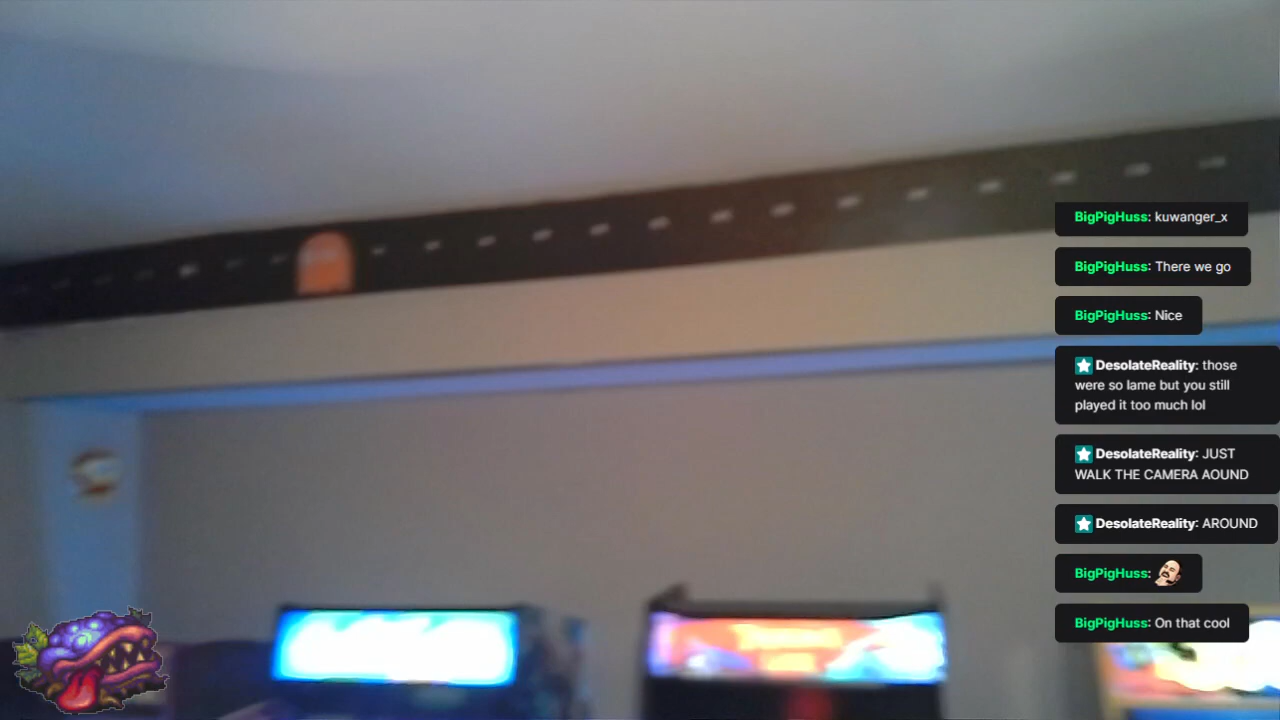 BigPigHuss: kuwanger_x
BigPigHuss: There we go
BigPigHuss: Nice
DesolateReality: those
were so lame but you still
played it too much lol
DesolateReality: JUST
WALK THE CAMERA AOUND
DesolateReality: AROUND
BigPigHuss:
BigPigHuss: On that cool